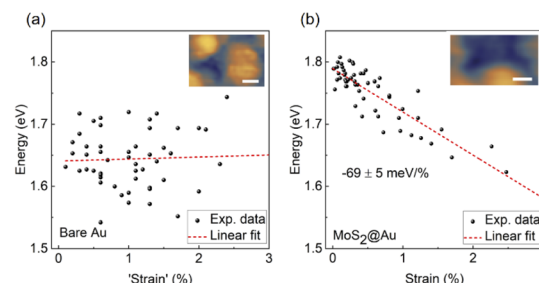 (a)
1.8
1.7
1.6
1.5
Energy (eV)
Bare Au
Exp. data
Linear fit
0
1
2
3
'Strain' (%)
(b)
1.8
1.7
1.6
1.5
Energy (eV)
-69 ± 5 meV/%
MoS2@Au
Exp. data
Linear fit
0
1
2
Strain (%)